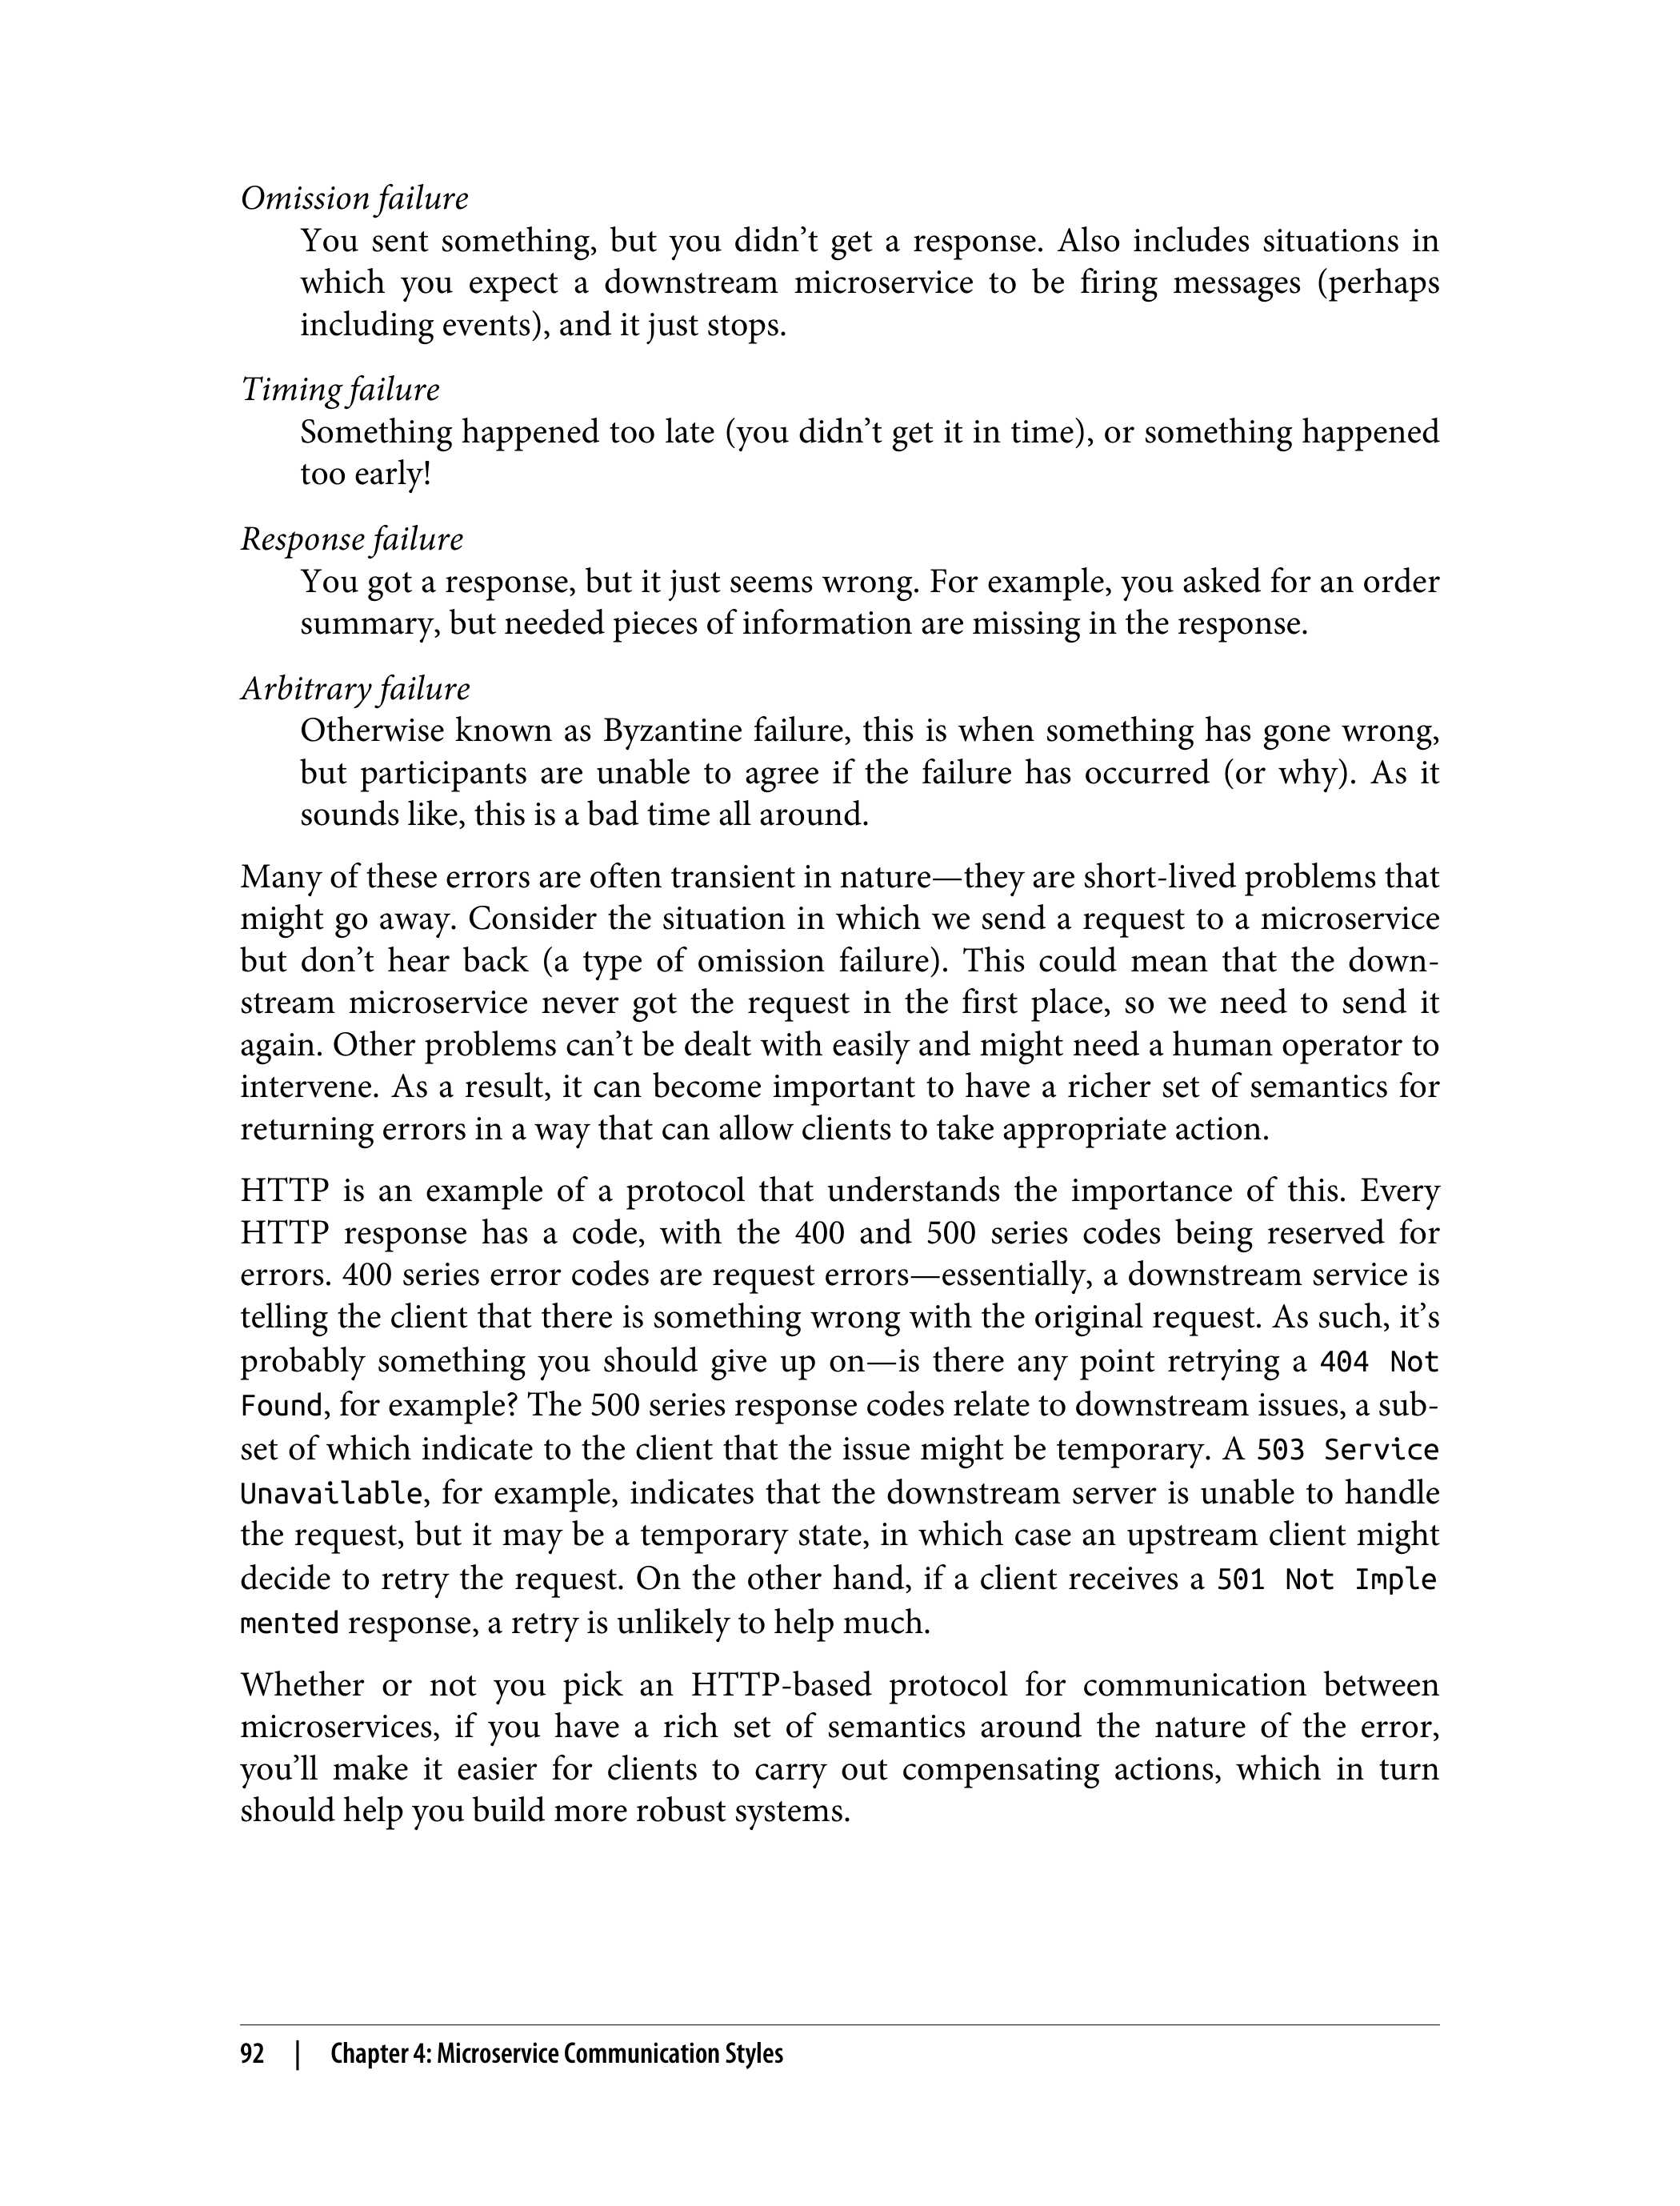 Omission failure
You sent something, but you didn’t get a response. Also includes situations in
which you expect a downstream microservice to be firing messages (perhaps
including events), and it just stops.
Timing failure
Something happened too late (you didn’t get it in time), or something happened
too early!
Response failure
You got a response, but it just seems wrong. For example, you asked for an order
summary, but needed pieces of information are missing in the response.
Arbitrary failure
Otherwise known as Byzantine failure, this is when something has gone wrong,
but participants are unable to agree if the failure has occurred (or why). As it
sounds like, this is a bad time all around.
Many of these errors are often transient in nature—they are short-lived problems that
might go away. Consider the situation in which we send a request to a microservice
but don’t hear back (a type of omission failure). This could mean that the down-
stream microservice never got the request in the first place, so we need to send it
again. Other problems can’t be dealt with easily and might need a human operator to
intervene. As a result, it can become important to have a richer set of semantics for
returning errors in a way that can allow clients to take appropriate action.
HTTP is an example of a protocol that understands the importance of this. Every
HTTP response has a code, with the 400 and 500 series codes being reserved for
errors. 400 series error codes are request errors—essentially, a downstream service is
telling the client that there is something wrong with the original request. As such, it’s
probably something you should give up on—is there any point retrying a 404 Not
Found, for example? The 500 series response codes relate to downstream issues, a sub-
set of which indicate to the client that the issue might be temporary. A 503 Service
Unavailable, for example, indicates that the downstream server is unable to handle
the request, but it may be a temporary state, in which case an upstream client might
decide to retry the request. On the other hand, if a client receives a 501 Not Imple
mented response, a retry is unlikely to help much.
Whether or not you pick an HTTP-based protocol for communication between
microservices, if you have a rich set of semantics around the nature of the error,
you’ll make it easier for clients to carry out compensating actions, which in turn
should help you build more robust systems.
92 | Chapter 4: Microservice Communication Styles